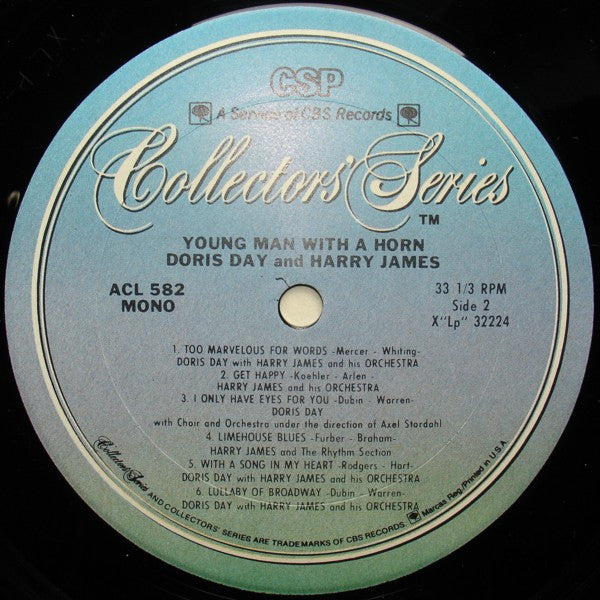 CSP
A Service of CBS Records
Collectors' Series
TM
YOUNG MAN WITH A HORN
DORIS DAY and HARRY JAMES
ACL 582
MONO
33 1/3 RPM
Side 2
X"Lp" 32224
1. TOO MARVELOUS FOR WORDS -Mercer - Whiting-
DORIS DAY with HARRY JAMES and his ORCHESTRA
2. GET HAPPY -Koehler - Arlen -
HARRY JAMES and his ORCHESTRA
3. I ONLY HAVE EYES FOR YOU -Dubin - Warren-
DORIS DAY
with Choir and Orchestra under the direction of Axel Stordahl
4. LIMEHOUSE BLUES - Furber - Braham-
HARRY JAMES and The Rhythm Section
5. WITH A SONG IN MY HEART -Rodgers - Hart-
DORIS DAY with HARRY JAMES and his ORCHESTRA
6. LULLABY OF BROADWAY -Dubin - Warren-
DORIS DAY with HARRY JAMES and his ORCHESTRA
Collectors' Series AND COLLECTORS' SERIES ARE TRADEMARKS OF CBS RECORDS. Marcas Reg./Printed in U.S.A.